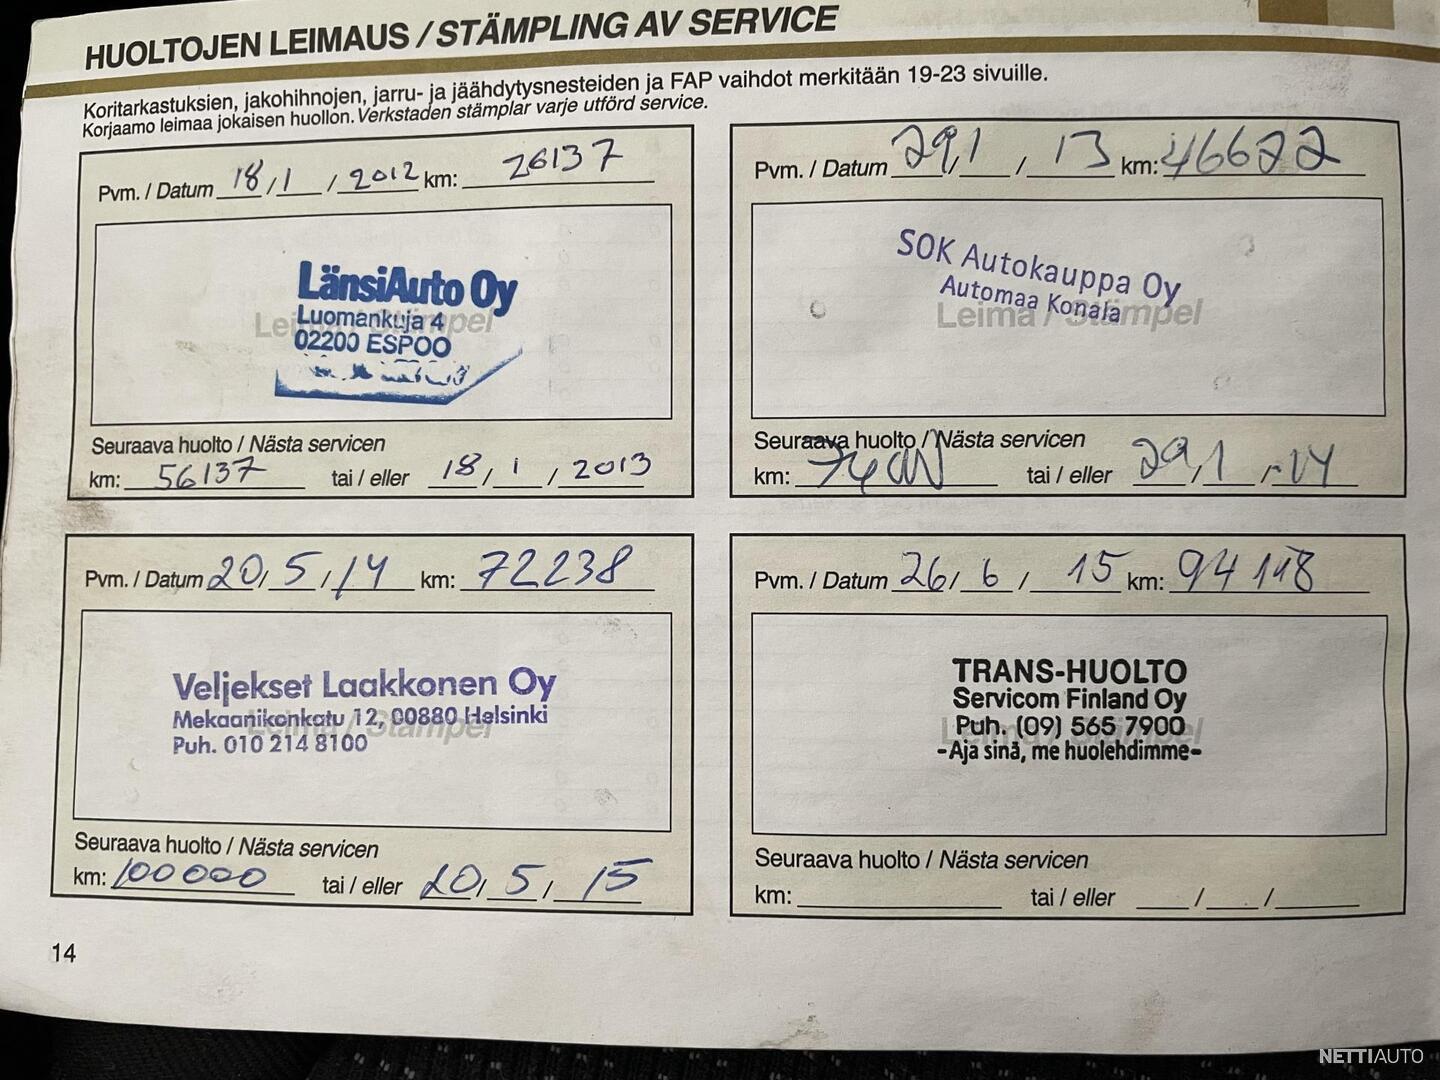 HUOLTOJEN LEIMAUS / STÄMPLING AV SERVICE
Koritarkastuksien, jakohihnojen, jarru- ja jäähdytysnesteiden ja FAP vaihdot merkitään 19-23 sivuille.
Korjaamo leimaa jokaisen huollon. Verkstaden stämplar varje utförd service.
Pvm. / Datum 18 / 1 / 2012 km: 26137
Leima / Stämpel
LänsiAuto Oy
Luomankuja 4
02200 ESPOO
Seuraava huolto / Nästa servicen
km: 56137 tai / eller 18 / 1 / 2013
Pvm. / Datum 29 / 1 / 13 km: 46622
SOK Autokauppa Oy
Automaa Konala
Leima / Stämpel
Seuraava huolto / Nästa servicen
km: tai / eller 29 / 1 / -14
Pvm. / Datum 20 / 5 / 14 km: 72238
Veljekset Laakkonen Oy
Mekaanikonkatu 12, 00880 Helsinki
Leima / Stämpel
Puh. 010 214 8100
Seuraava huolto / Nästa servicen
km: 100000 tai / eller 20 / 5 / 15
Pvm. / Datum 26 / 6 / 15 km: 94118
TRANS-HUOLTO
Servicom Finland Oy
Puh. (09) 565 7900
Leima / Stämpel
-Aja sinä, me huolehdimme-
Seuraava huolto / Nästa servicen
km: tai / eller / /
14
NETTIAUTO